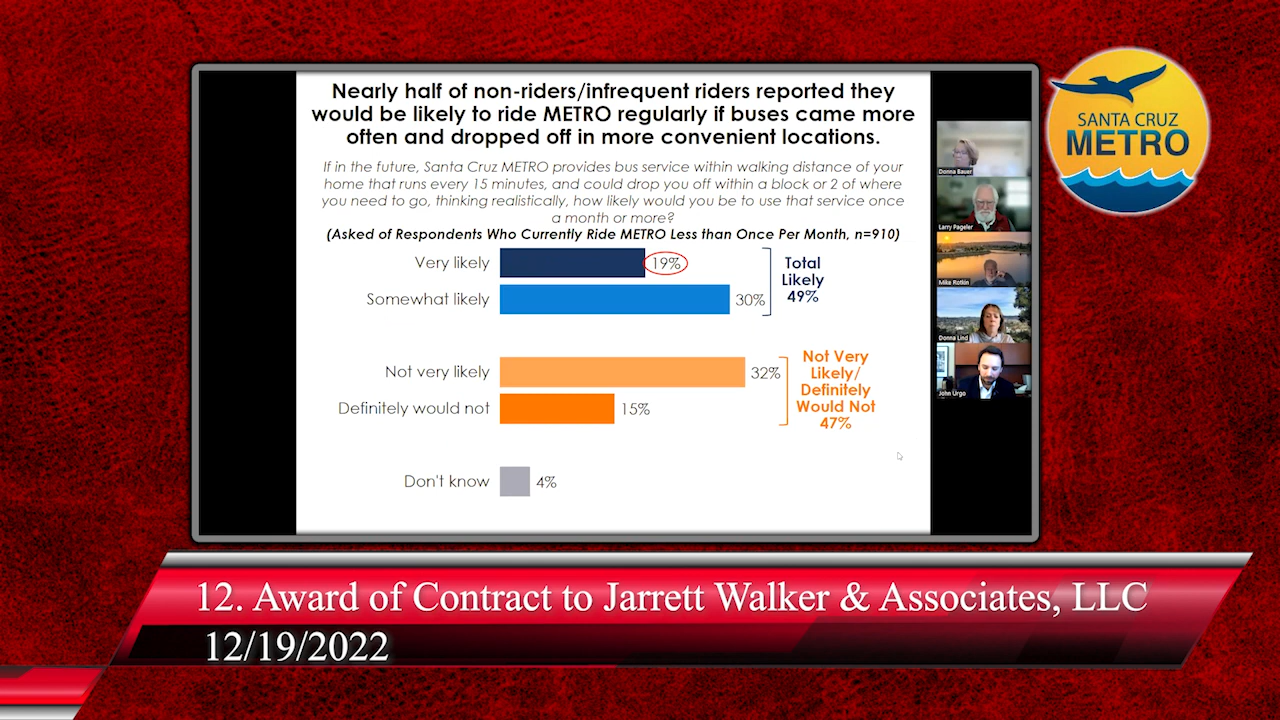 Nearly half of non-riders/infrequent riders reported they
would be likely to ride METRO regularly if buses came more
often and dropped off in more convenient locations.
If in the future, Santa Cruz METRO provides bus service within walking distance of your
home that runs every 15 minutes, and could drop you off within a block or 2 of where
you need to go, thinking realistically, how likely would you be to use that service once
a month or more?
(Asked of Respondents Who Currently Ride METRO Less than Once Per Month, n=910)
Very likely
19%
Somewhat likely
30%
Total
Likely
49%
Not very likely
32%
Definitely would not
15%
Not Very
Likely/
Definitely
Would Not
47%
Don't know
4%
Donna Bauer
Larry Pageler
Mike Rotkin
Donna Lind
John Urgo
SANTA CRUZ
METRO
12. Award of Contract to Jarrett Walker & Associates, LLC
12/19/2022